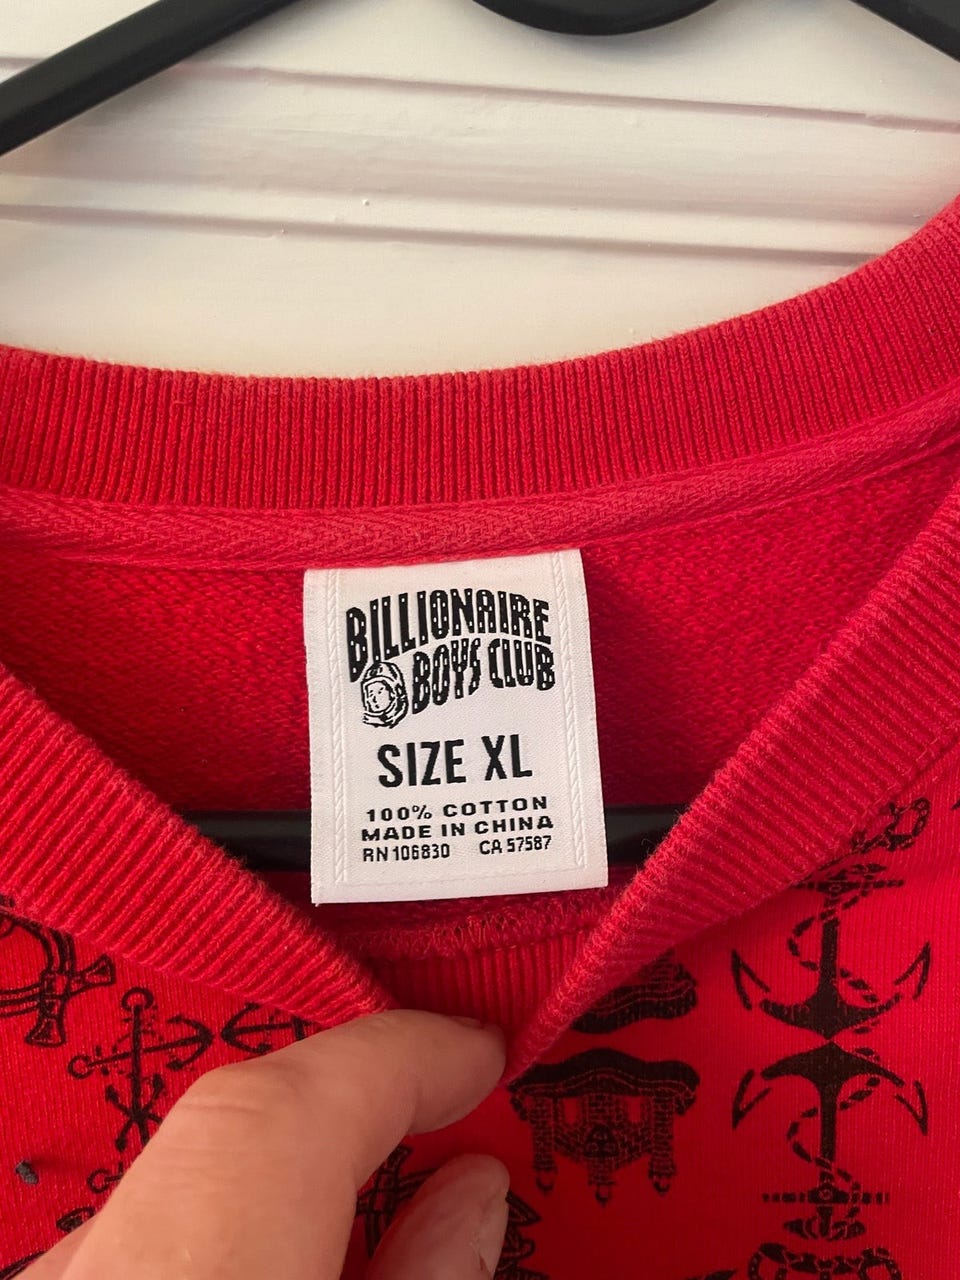 BILLIONAIRE
BOYS CLUB
SIZE XL
100% COTTON
MADE IN CHINA
RN 106830 CA 57587